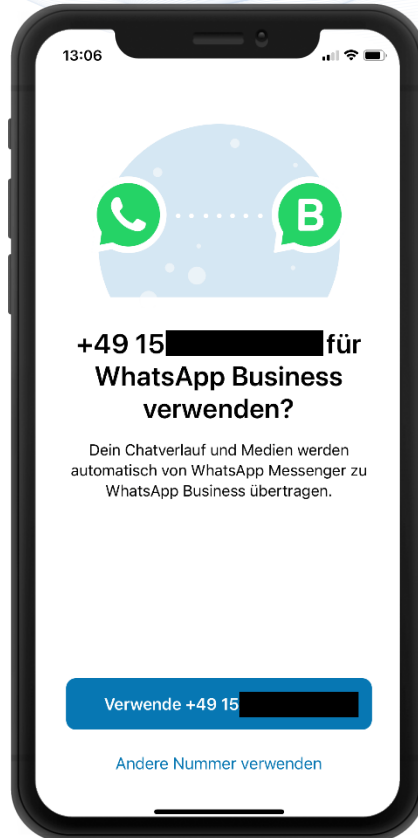 13:06
B
+49 15 für
WhatsApp Business
verwenden?
Dein Chatverlauf und Medien werden
automatisch von WhatsApp Messenger zu
WhatsApp Business übertragen.
Verwende +49 15
Andere Nummer verwenden